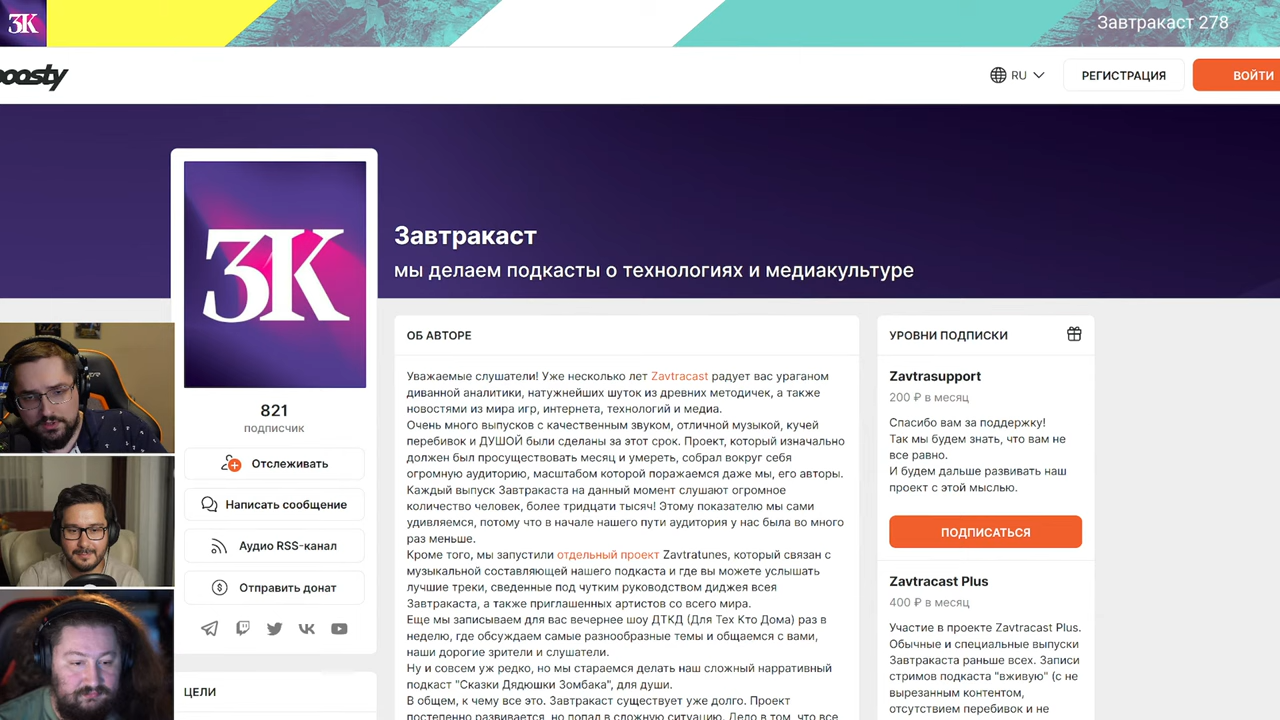 ЗК
Завтракаст 278
boosty
RU
РЕГИСТРАЦИЯ
ВОЙТИ
ЗК
Завтракаст
мы делаем подкасты о технологиях и медиакультуре
821
подписчик
Отслеживать
Написать сообщение
Аудио RSS-канал
Отправить донат
ЦЕЛИ
ОБ АВТОРЕ
Уважаемые слушатели! Уже несколько лет Zavtracast радует вас ураганом
диванной аналитики, натужнейших шуток из древних методичек, а также
новостями из мира игр, интернета, технологий и медиа.
Очень много выпусков с качественным звуком, отличной музыкой, кучей
перебивок и ДУШОЙ были сделаны за этот срок. Проект, который изначально
должен был просуществовать месяц и умереть, собрал вокруг себя
огромную аудиторию, масштабом которой поражаемся даже мы, его авторы.
Каждый выпуск Завтракаста на данный момент слушают огромное
количество человек, более тридцати тысяч! Этому показателю мы сами
удивляемся, потому что в начале нашего пути аудитория у нас была во много
раз меньше.
Кроме того, мы запустили отдельный проект Zavtratunes, который связан с
музыкальной составляющей нашего подкаста и где вы можете услышать
лучшие треки, сведенные под чутким руководством диджея всея
Завтракаста, а также приглашенных артистов со всего мира.
Еще мы записываем для вас вечернее шоу ДТКД (Для Тех Кто Дома) раз в
неделю, где обсуждаем самые разнообразные темы и общаемся с вами,
наши дорогие зрители и слушатели.
Ну и совсем уж редко, но мы стараемся делать наш сложный нарративный
подкаст "Сказки Дядюшки Зомбака", для души.
В общем, к чему все это. Завтракаст существует уже долго. Проект
постепенно развивается, но попал в сложную ситуацию. Дело в том, что все
УРОВНИ ПОДПИСКИ
Zavtrasupport
200 ₽ в месяц
Спасибо вам за поддержку!
Так мы будем знать, что вам не
все равно.
И будем дальше развивать наш
проект с этой мыслью.
ПОДПИСАТЬСЯ
Zavtracast Plus
400 ₽ в месяц
Участие в проекте Zavtracast Plus.
Обычные и специальные выпуски
Завтракаста раньше всех. Записи
стримов подкаста "вживую" (с не
вырезанным контентом,
отсутствием перебивок и не